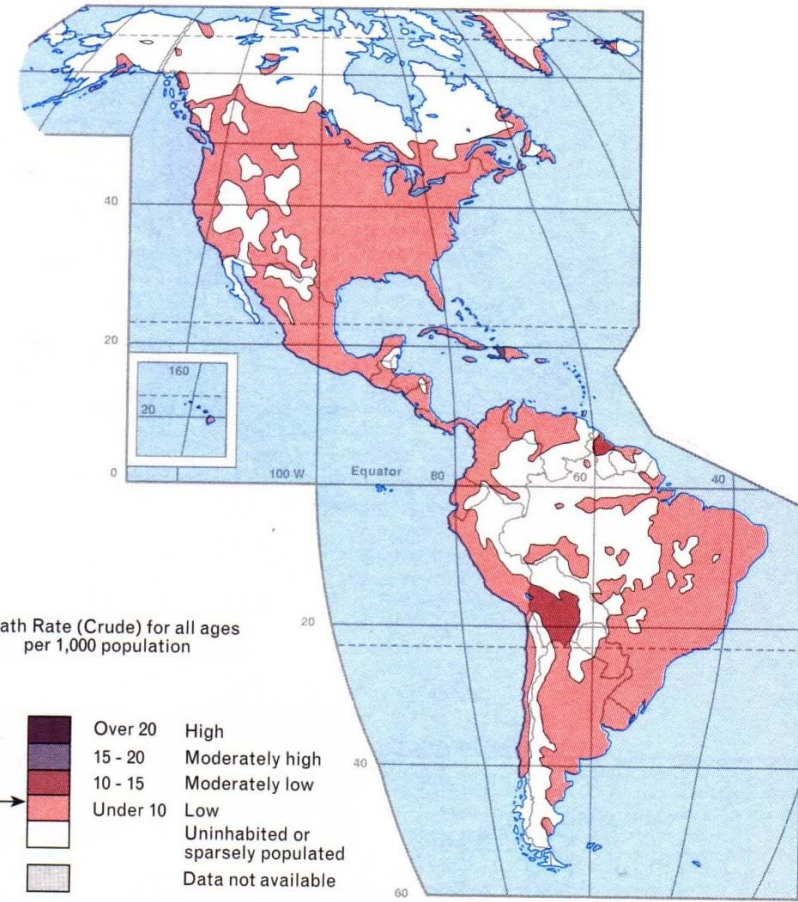 40
20
160
20
0
100 W
Equator
80
60
40
20
40
60
ath Rate (Crude) for all ages
per 1,000 population
Over 20 High
15 - 20 Moderately high
10 - 15 Moderately low
Under 10 Low
Uninhabited or
sparsely populated
Data not available